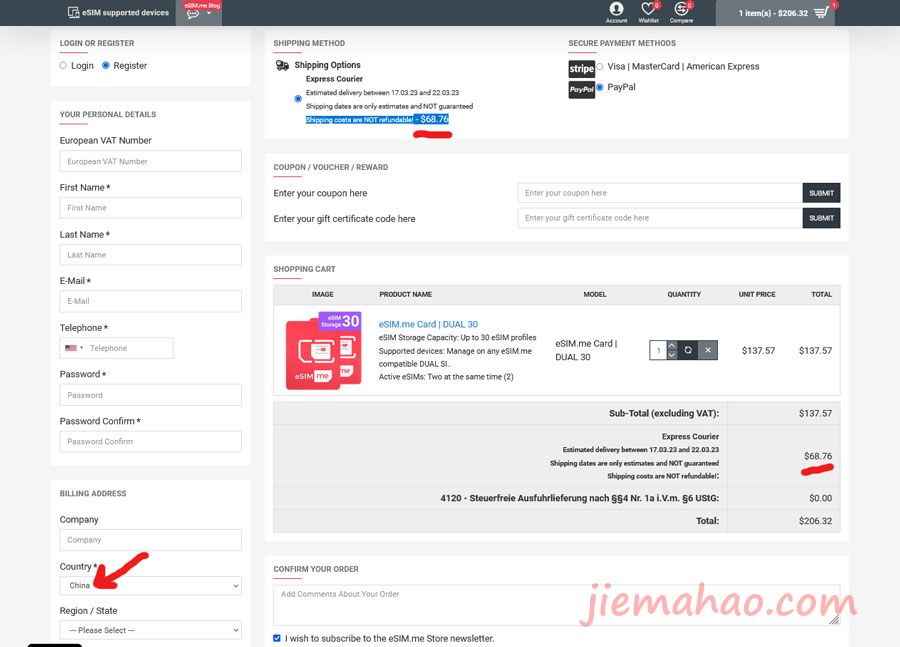 eSIM supported devices
eSIM.me Blog
Account
Wishlist
0
Compare
0
1 item(s) - $206.32
1
LOGIN OR REGISTER
Login
Register
YOUR PERSONAL DETAILS
European VAT Number
European VAT Number
First Name *
First Name
Last Name *
Last Name
E-Mail *
E-Mail
Telephone *
Telephone
Password *
Password
Password Confirm *
Password Confirm
BILLING ADDRESS
Company
Company
Country *
China
Region / State
--- Please Select ---
SHIPPING METHOD
Shipping Options
Express Courier
Estimated delivery between 17.03.23 and 22.03.23
Shipping dates are only estimates and NOT guaranteed
Shipping costs are NOT refundable! - $68.76
SECURE PAYMENT METHODS
stripe
Visa | MasterCard | American Express
PayPal
PayPal
COUPON / VOUCHER / REWARD
Enter your coupon here
Enter your coupon here
SUBMIT
Enter your gift certificate code here
Enter your gift certificate code here
SUBMIT
SHOPPING CART
IMAGE PRODUCT NAME MODEL QUANTITY UNIT PRICE TOTAL
eSIM Storage 30
eSIM me
me
me
eSIM.me Card | DUAL 30
eSIM Storage Capacity: Up to 30 eSIM profiles
Supported devices: Manage on any eSIM.me
compatible DUAL SI..
Active eSIMs: Two at the same time (2)
eSIM.me Card |
DUAL 30
1
$137.57
$137.57
Sub-Total (excluding VAT): $137.57
Express Courier
Estimated delivery between 17.03.23 and 22.03.23
Shipping dates are only estimates and NOT guaranteed
Shipping costs are NOT refundable!:
$68.76
4120 - Steuerfreie Ausfuhrlieferung nach §§4 Nr. 1a i.V.m. §6 UStG: $0.00
Total: $206.32
CONFIRM YOUR ORDER
Add Comments About Your Order
I wish to subscribe to the eSIM.me Store newsletter.
jiemahao.com